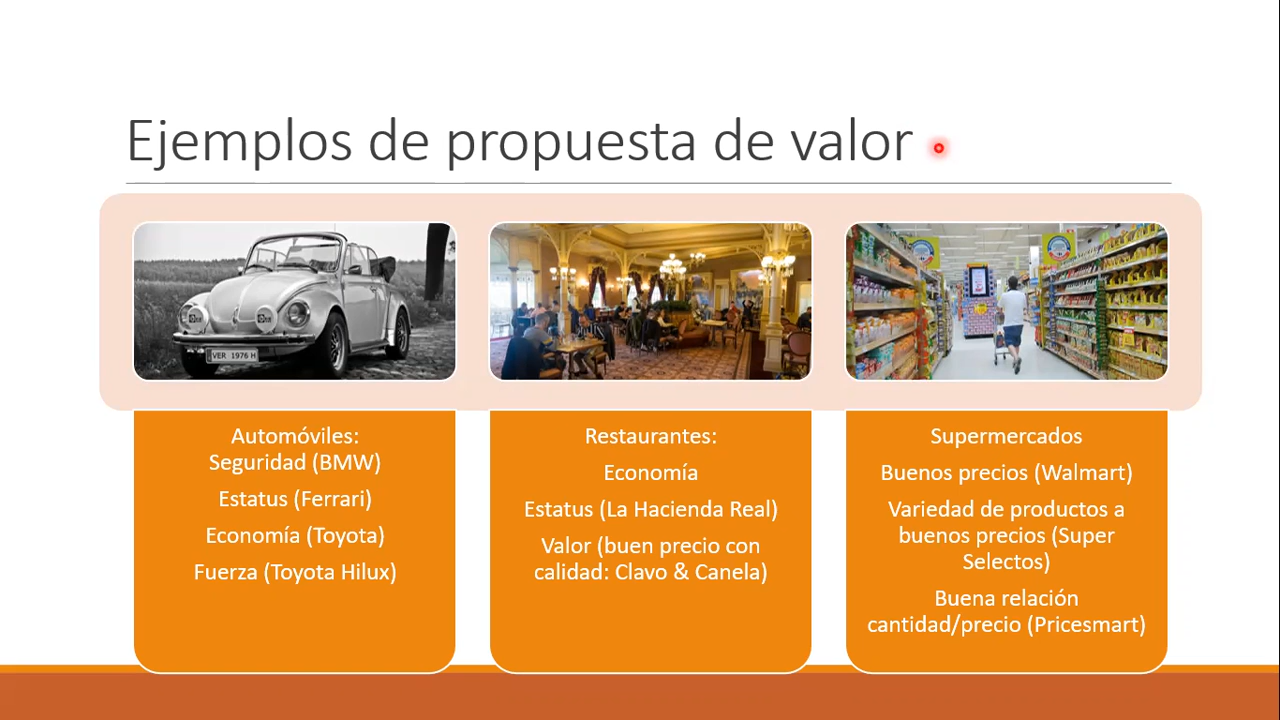 Ejemplos de propuesta de valor
VER 1976 H
Automóviles:
Seguridad (BMW)
Estatus (Ferrari)
Economía (Toyota)
Fuerza (Toyota Hilux)
Restaurantes:
Economía
Estatus (La Hacienda Real)
Valor (buen precio con
calidad: Clavo & Canela)
Supermercados
Buenos precios (Walmart)
Variedad de productos a
buenos precios (Super
Selectos)
Buena relación
cantidad/precio (Pricesmart)